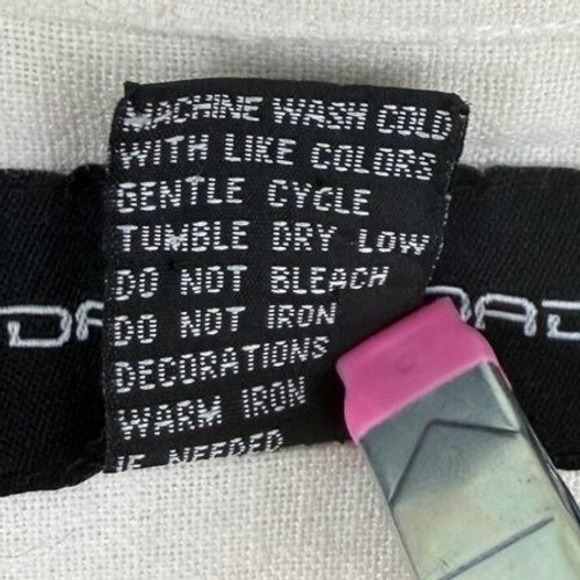 MACHINE WASH COLD
WITH LIKE COLORS
GENTLE CYCLE
TUMBLE DRY LOW
DO NOT BLEACH
DO NOT IRON
DECORATIONS
WARM IRON
IF NEEDED